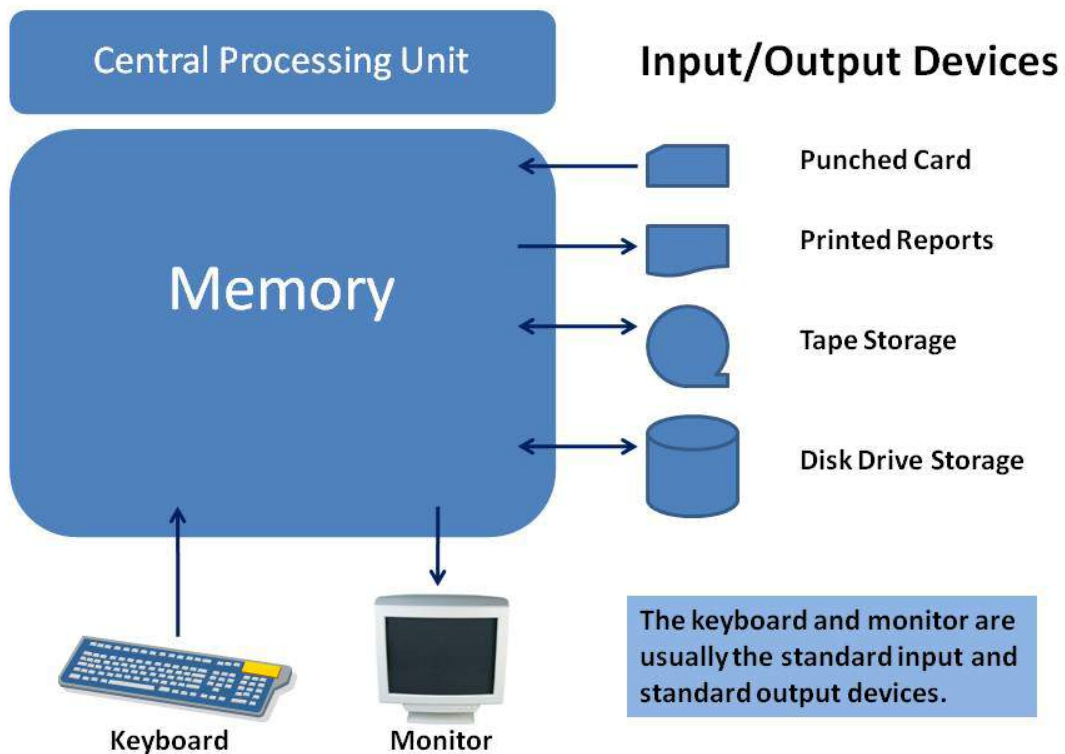 Central Processing Unit
Input/Output Devices
Memory
Punched Card
Printed Reports
Tape Storage
Disk Drive Storage
Keyboard
Monitor
The keyboard and monitor are
usually the standard input and
standard output devices.